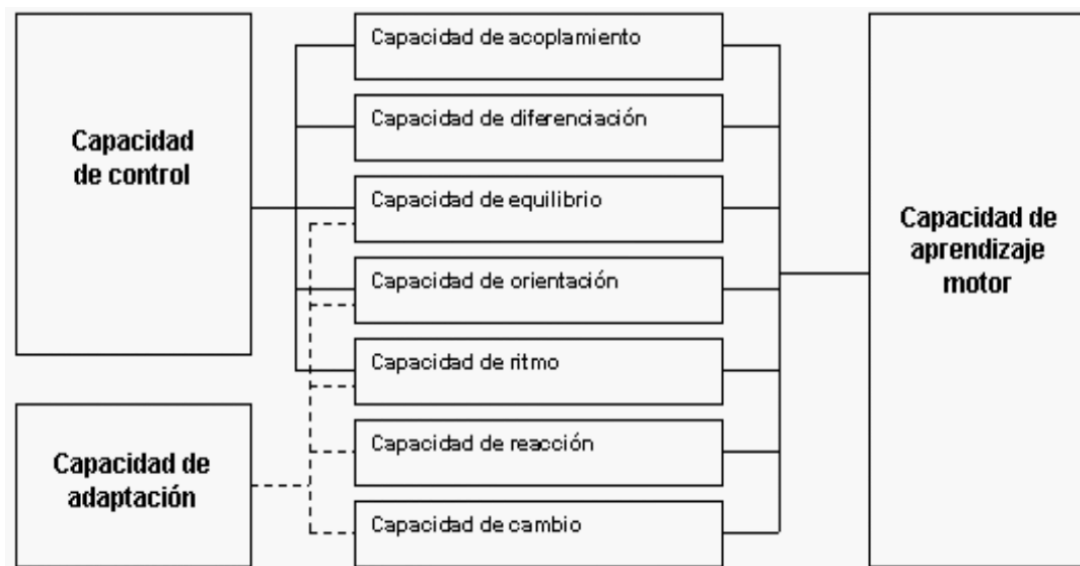 Capacidad
de control
Capacidad de adaptación
Capacidad de acoplamiento
Capacidad de diferenciación
Capacidad de equilibrio
Capacidad de orientación
Capacidad de ritmo
Capacidad de reacción
Capacidad de cambio
Capacidad de
aprendizaje
motor